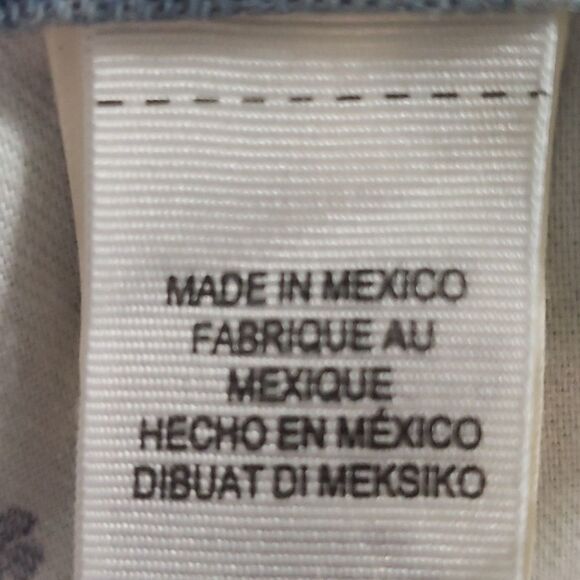 MADE IN MEXICO
FABRIQUE AU
MEXIQUE
HECHO EN MÉXICO
DIBUAT DI MEKSIKO